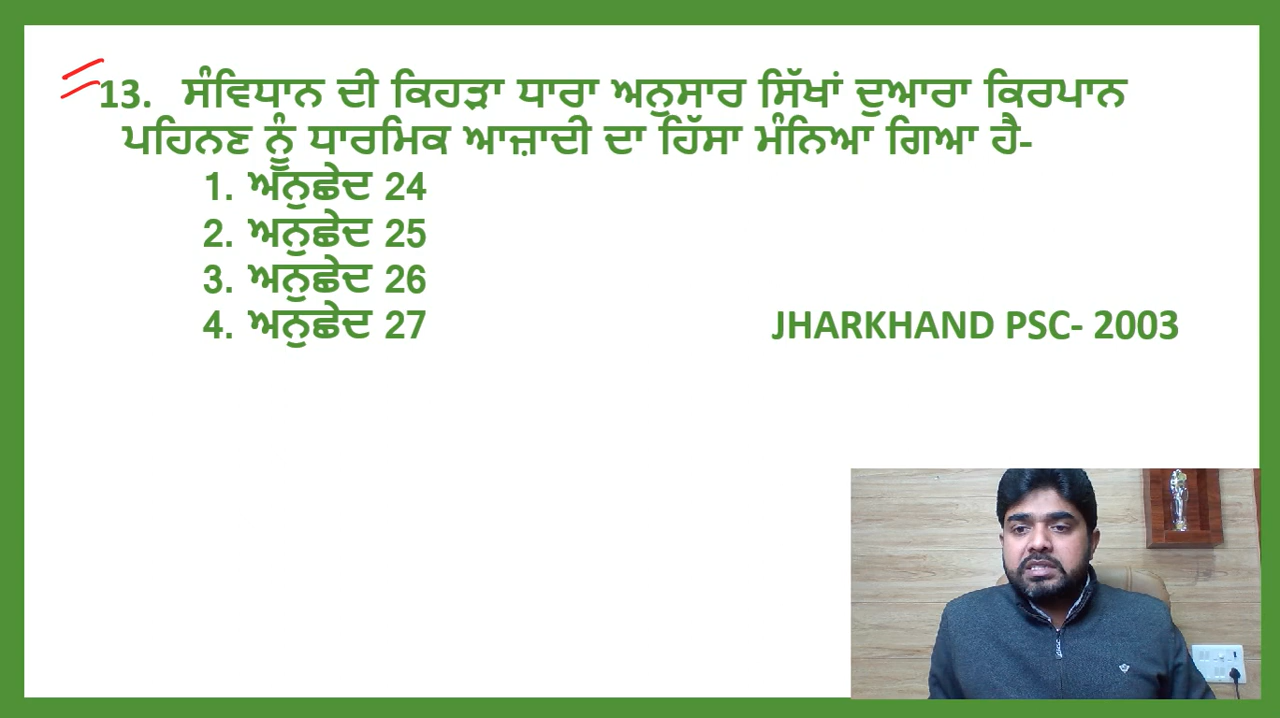 13. ਸੰਵਿਧਾਨ ਦੀ ਕਿਹੜਾ ਧਾਰਾ ਅਨੁਸਾਰ ਸਿੱਖਾਂ ਦੁਆਰਾ ਕਿਰਪਾਨ
ਪਹਿਨਣ ਨੂੰ ਧਾਰਮਿਕ ਆਜ਼ਾਦੀ ਦਾ ਹਿੱਸਾ ਮੰਨਿਆ ਗਿਆ ਹੈ-
1. ਅਨੁਛੇਦ 24
2. ਅਨੁਛੇਦ 25
3. ਅਨੁਛੇਦ 26
4. ਅਨੁਛੇਦ 27 JHARKHAND PSC- 2003